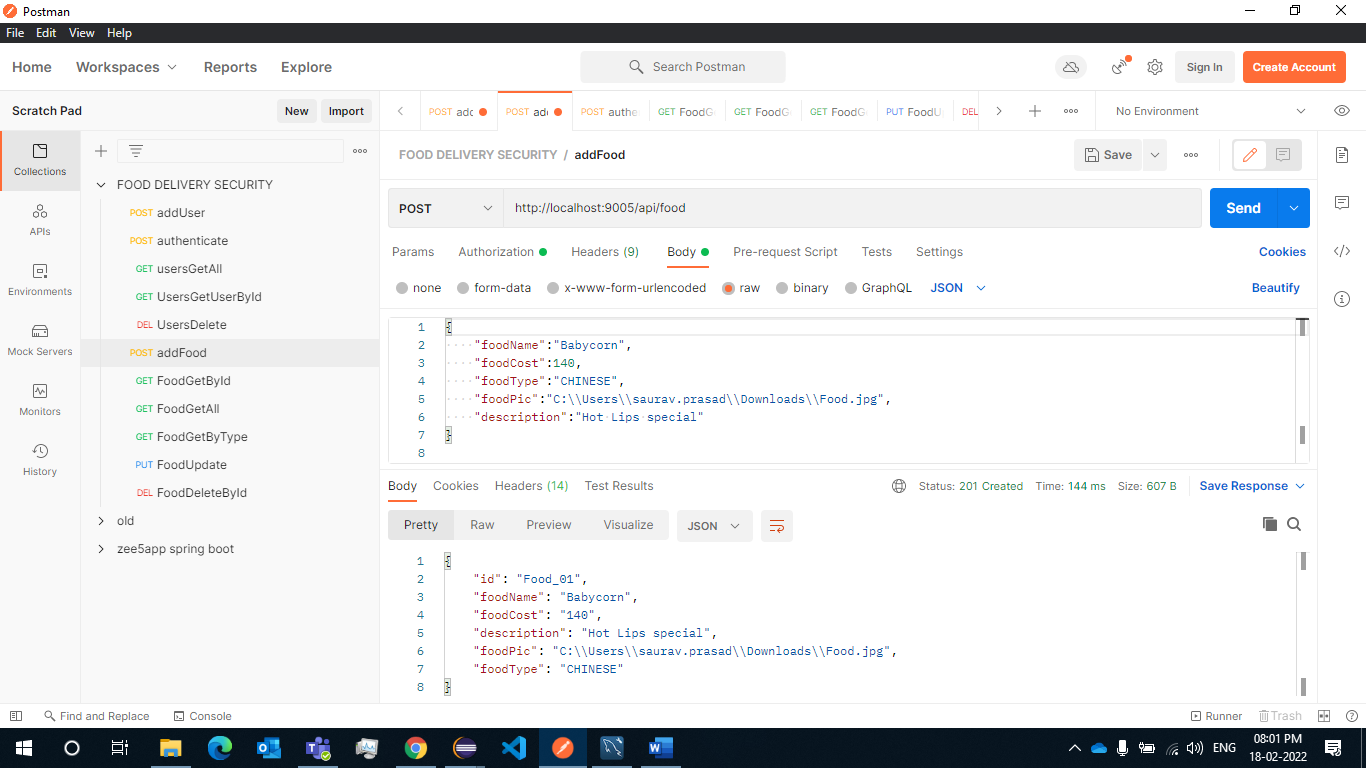 Postman
File Edit View Help
Home Workspaces Reports Explore Search Postman Sign In Create Account
Scratch Pad New Import POST adc POST add POST authe FoodG GET FoodG GET FoodG PUT FoodU DEL No Environment
FOOD DELIVERY SECURITY / addFood Save
Collections
APIs
Environments
Mock Servers
Monitors
History
FOOD DELIVERY SECURITY
POST addUser
POST authenticate
GET usersGetAll
GET UsersGetUserById
DEL UsersDelete
POST addFood
GET FoodGetById
GET FoodGetAll
GET FoodGetByType
PUT FoodUpdate
DEL FoodDeleteById
old
zee5app spring boot
POST http://localhost:9005/api/food Send
Params Authorization Headers (9) Body Pre-request Script Tests Settings Cookies
none form-data x-www-form-urlencoded raw binary GraphQL JSON Beautify
1 {
2 "foodName":"Babycorn",
3 "foodCost":140,
4 "foodType":"CHINESE",
5 "foodPic":"C:\\Users\\saurav.prasad\\Downloads\\Food.jpg",
6 "description":"Hot Lips special"
7 }
8
Body Cookies Headers (14) Test Results Status: 201 Created Time: 144 ms Size: 607 B Save Response
Pretty Raw Preview Visualize JSON
1 {
2 "id": "Food_01",
3 "foodName": "Babycorn",
4 "foodCost": "140",
5 "description": "Hot Lips special",
6 "foodPic": "C:\\Users\\saurav.prasad\\Downloads\\Food.jpg",
7 "foodType": "CHINESE"
8 }
Find and Replace Console Runner Trash
ENG 08:01 PM
18-02-2022